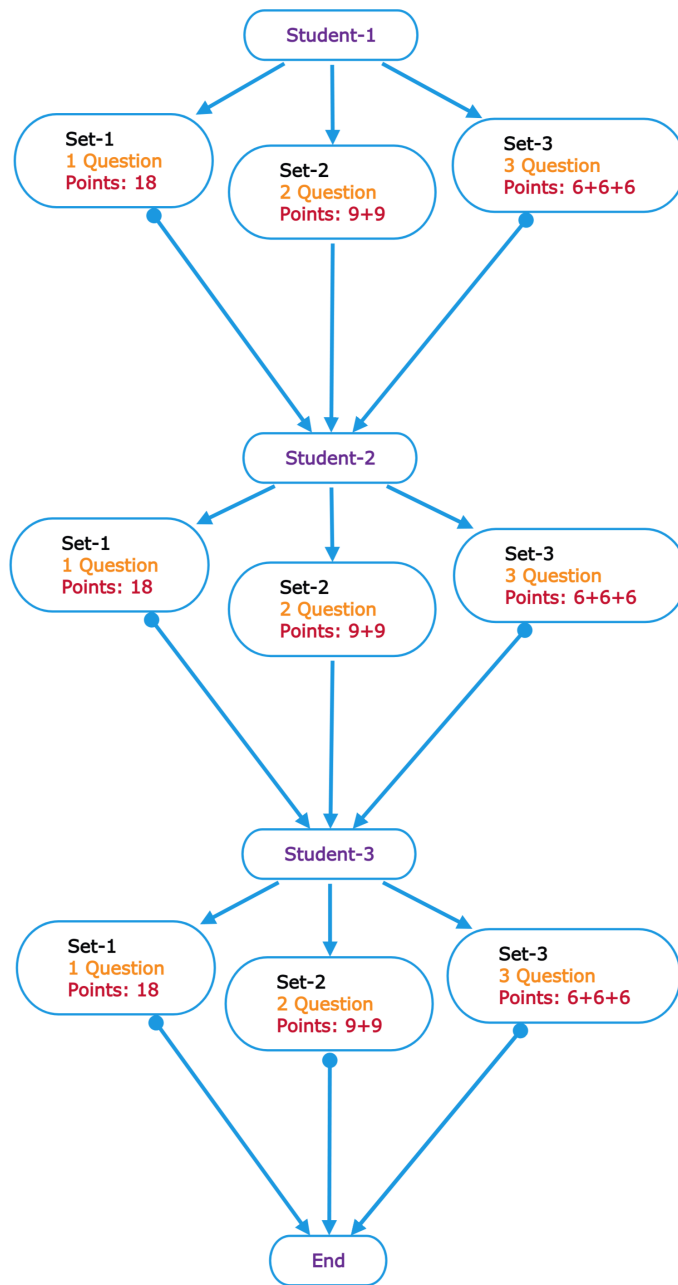 Student-1
Set-1
1 Question
Points: 18
Set-2
2 Question
Points: 9+9
Set-3
3 Question
Points: 6+6+6
Student-2
Set-1
1 Question
Points: 18
Set-2
2 Question
Points: 9+9
Set-3
3 Question
Points: 6+6+6
Student-3
Set-1
1 Question
Points: 18
Set-2
2 Question
Points: 9+9
Set-3
3 Question
Points: 6+6+6
End